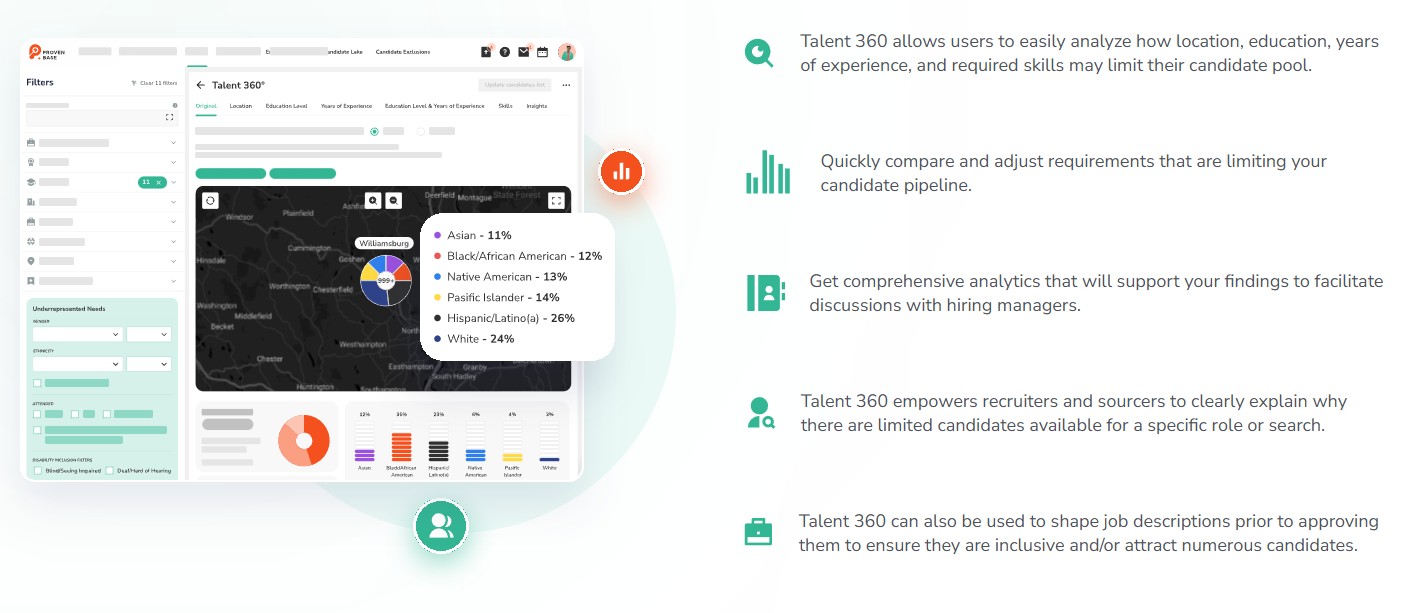 PROVEN
BASE
andidate Lake
Candidate Exclusions
Filters
Clear 11 filters
Talent 360°
Update candidates list
Original
Location
Education Level
Years of Experience
Education Level & Years of Experience
Skills
Insights
11 ×
Underrepresented Needs
GENDER
ETHNICITY
ATTENDED
DISABILITY INCLUSION FILTERS
Blind/Seeing Impaired
Deaf/Hard of Hearing
Deerfield
Montague
State Forest
Windsor
Plainfield
Ashfie
Cummington
Goshen
Hinsdale
Worthington
Chesterfield
Washington
Middlefield
Becket
Westhampton
North
Chester
Easthampton
Granby
South Hadley
Huntington
Southampton
Williamsburg
999+
Asian - 11%
Black/African American - 12%
Native American - 13%
Pasific Islander - 14%
Hispanic/Latino(a) - 26%
White - 24%
12%
35%
23%
6%
4%
3%
Asian
Black/African
American
Hispanic/
Latino(a)
Native
American
Pasific
Islander
White
Talent 360 allows users to easily analyze how location, education, years
of experience, and required skills may limit their candidate pool.
Quickly compare and adjust requirements that are limiting your
candidate pipeline.
Get comprehensive analytics that will support your findings to facilitate
discussions with hiring managers.
Talent 360 empowers recruiters and sourcers to clearly explain why
there are limited candidates available for a specific role or search.
Talent 360 can also be used to shape job descriptions prior to approving
them to ensure they are inclusive and/or attract numerous candidates.